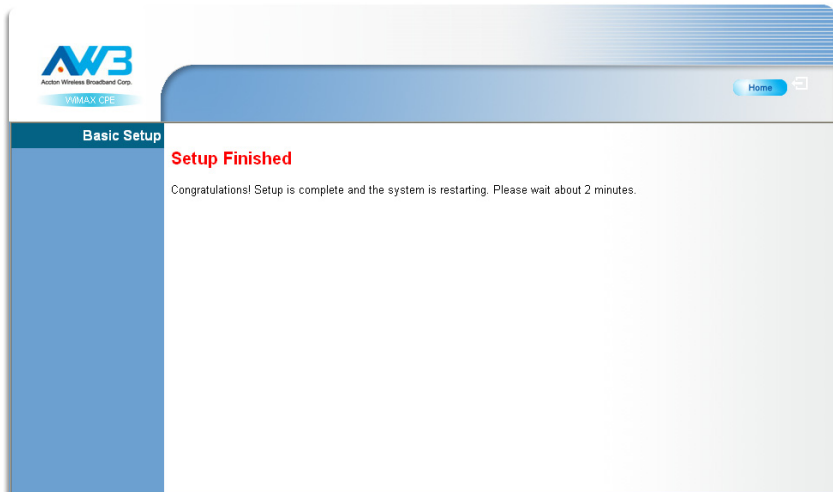 AWB
Accton Wireless Broadband Corp.
WiMAX CPE
Home
Basic Setup
Setup Finished
Congratulations! Setup is complete and the system is restarting. Please wait about 2 minutes.